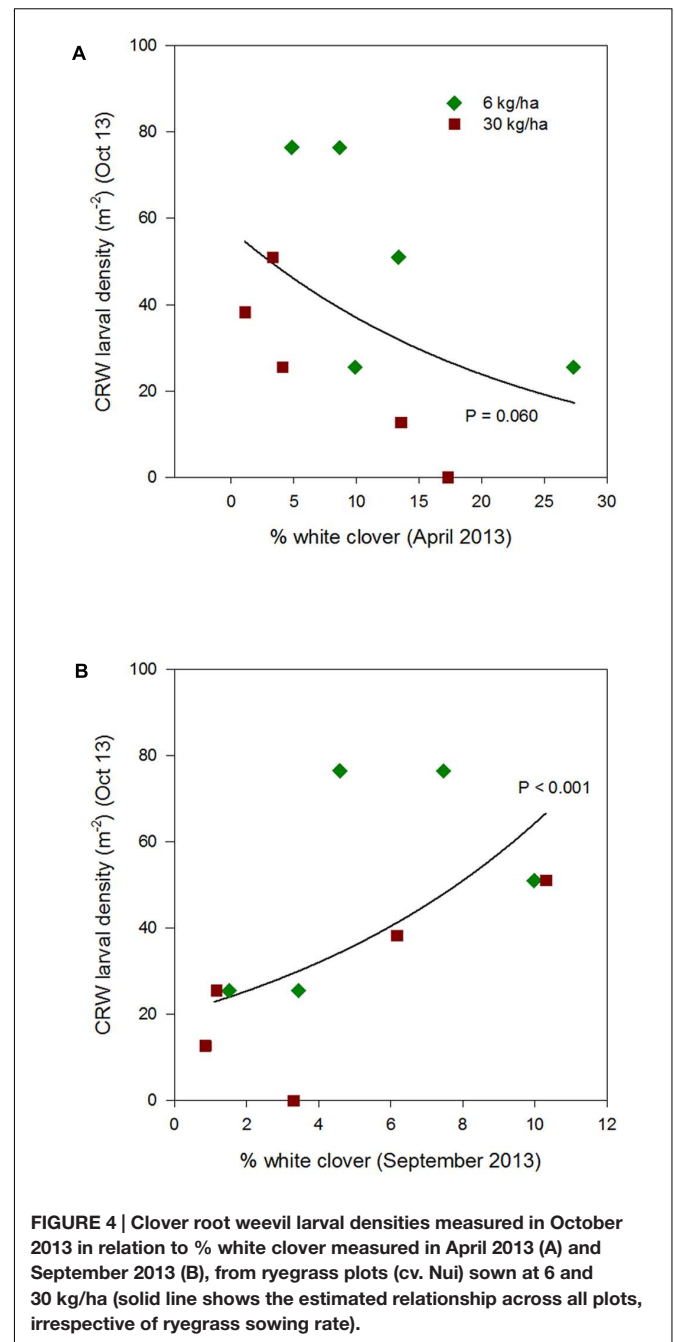 A
100
80
60
40
20
0
CRW larval density (m-2) (Oct 13)
6 kg/ha
30 kg/ha
P = 0.060
0 5 10 15 20 25 30
% white clover (April 2013)
B
100
80
60
40
20
0
CRW larval density (m-2) (Oct 13)
P < 0.001
0 2 4 6 8 10 12
% white clover (September 2013)
FIGURE 4 | Clover root weevil larval densities measured in October
2013 in relation to % white clover measured in April 2013 (A) and
September 2013 (B), from ryegrass plots (cv. Nui) sown at 6 and
30 kg/ha (solid line shows the estimated relationship across all plots,
irrespective of ryegrass sowing rate).